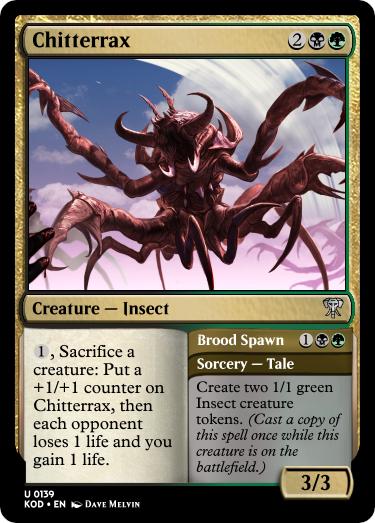 Chitterrax 2
Creature — Insect
1, Sacrifice a
creature: Put a
+1/+1 counter on
Chitterrax, then
each opponent
loses 1 life and you
gain 1 life.
Brood Spawn 1
Sorcery — Tale
Create two 1/1 green
Insect creature
tokens. (Cast a copy of
this spell once while this
creature is on the
battlefield.)
3/3
U 0139
KOD • EN Dave Melvin